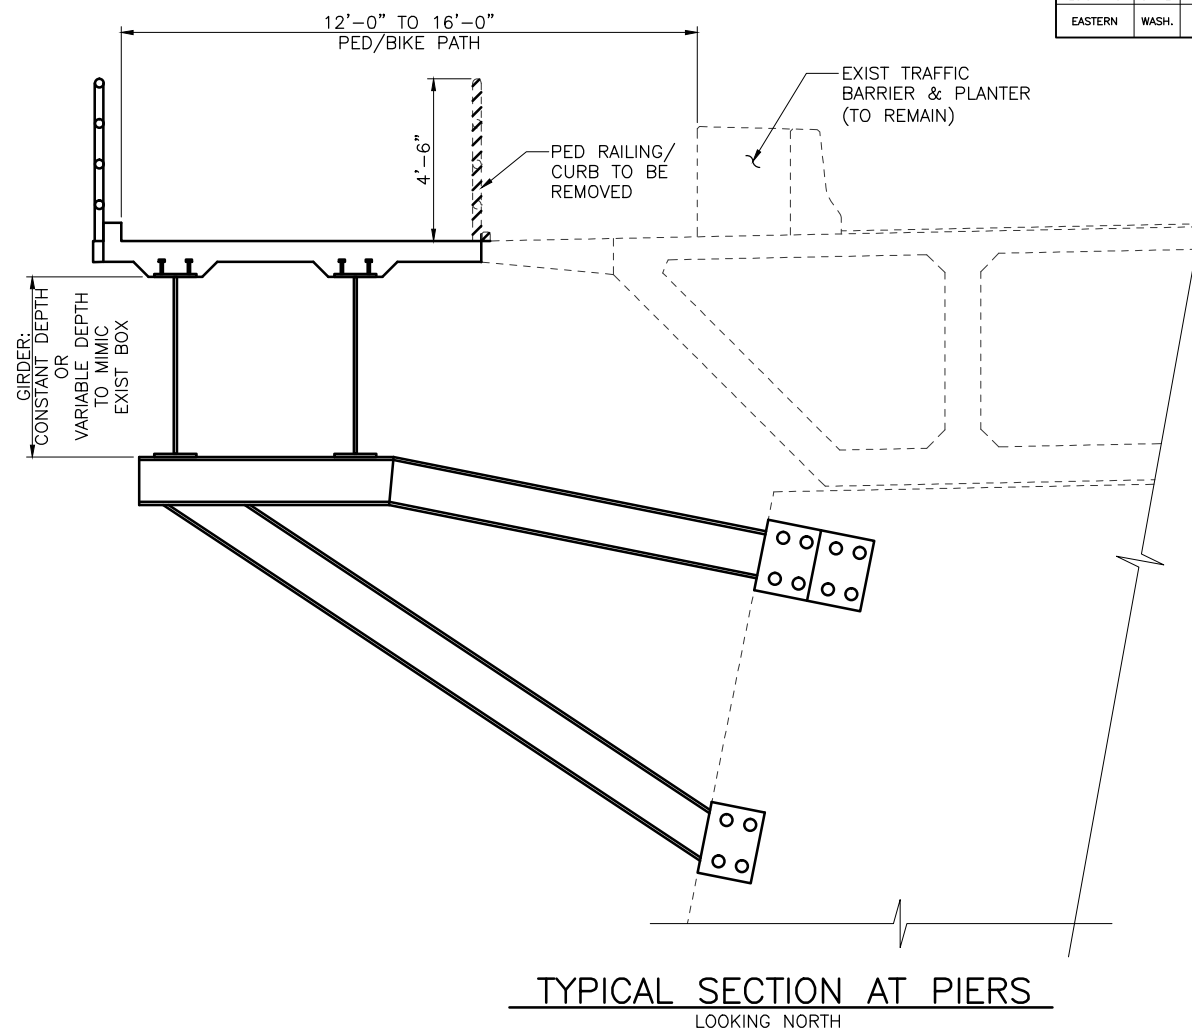 EASTERN WASH.
12'-0" TO 16'-0"
PED/BIKE PATH
EXIST TRAFFIC
BARRIER & PLANTER
(TO REMAIN)
4'-6"
PED RAILING/
CURB TO BE
REMOVED
GIRDER:
CONSTANT DEPTH
OR
VARIABLE DEPTH
TO MIMIC
EXIST BOX
TYPICAL SECTION AT PIERS
LOOKING NORTH